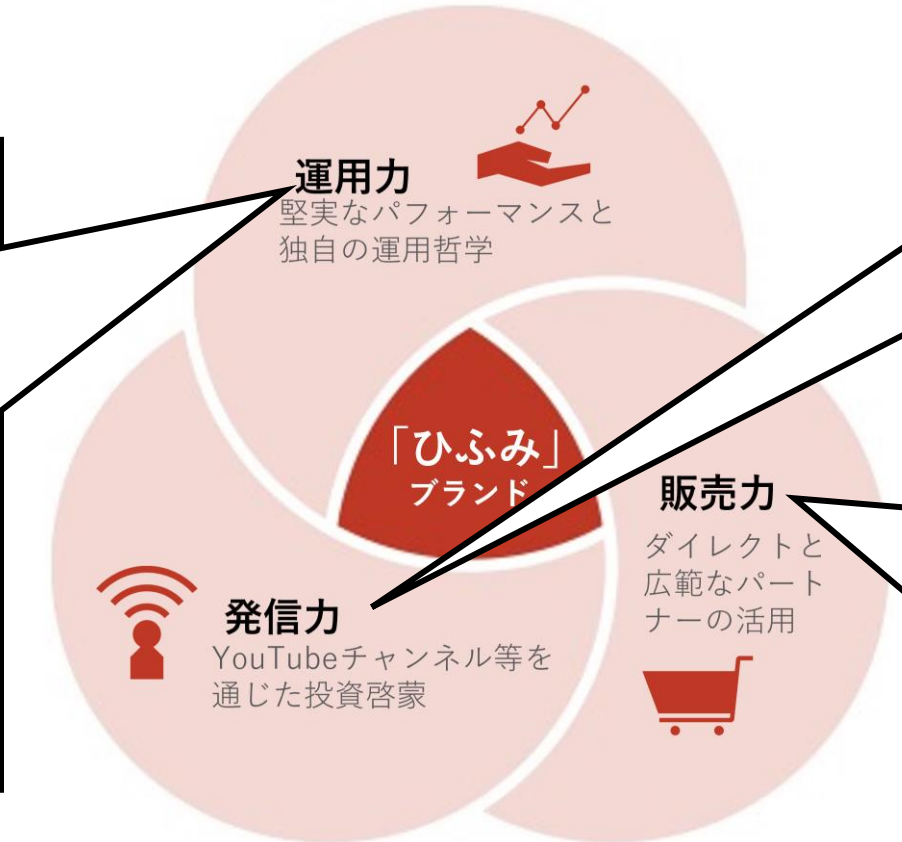 運用力
堅実なパフォーマンスと
独自の運用哲学
「ひふみ」
ブランド
販売力
ダイレクトと
広範なパート
ナーの活用
発信力
YouTubeチャンネル等を
通じた投資啓蒙